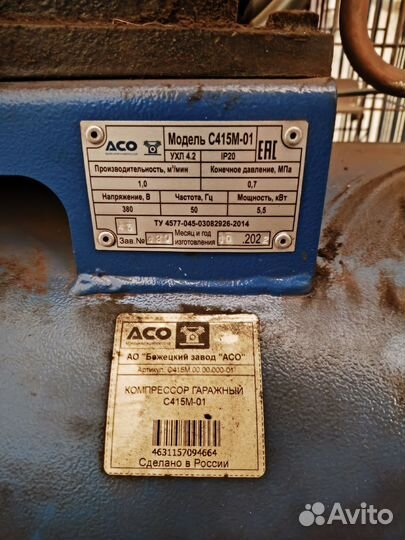 АСО
Модель С415М-01
УХЛ 4.2 IP20 ЕАС
Производительность, м³/мин Конечное давление, МПа
1,0 0,7
Напряжение, В Частота, Гц Мощность, кВт
380 50 5,5
ТУ 4577-045-03082926-2014
Зав.№ Месяц и год
изготовления .202
АСО
АО "Бежецкий завод "АСО"
Артикул: С415М.00.00.000-01
КОМПРЕССОР ГАРАЖНЫЙ
С415М-01
4631157094664
Сделано в России
Avito